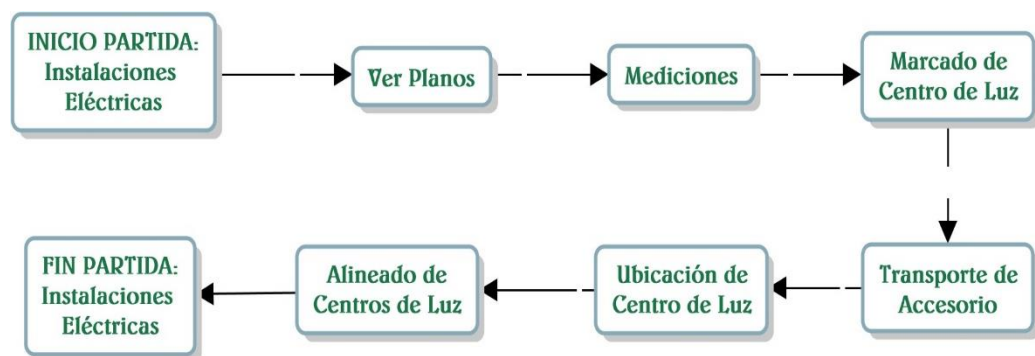 INICIO PARTIDA:
Instalaciones
Eléctricas
Ver Planos
Mediciones
Marcado de
Centro de Luz
Transporte de
Accesorio
Ubicación de
Centro de Luz
Alineado de
Centros de Luz
FIN PARTIDA:
Instalaciones
Eléctricas